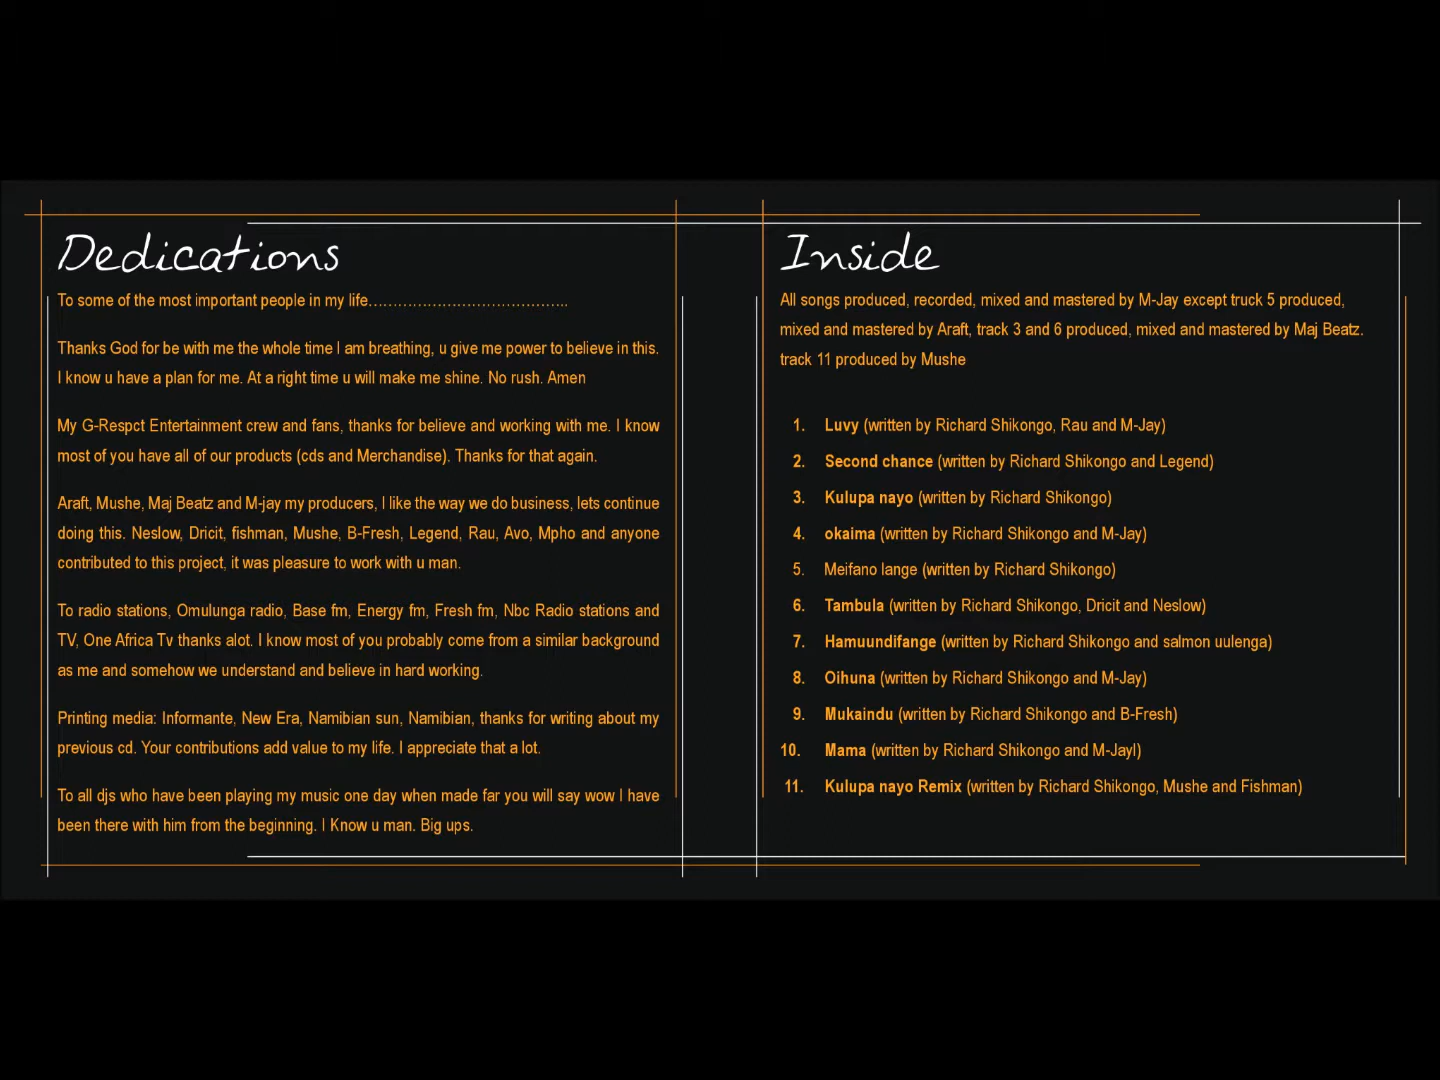 Dedications
To some of the most important people in my life…………………………………..
Thanks God for be with me the whole time I am breathing, u give me power to believe in this.
I know u have a plan for me. At a right time u will make me shine. No rush. Amen
My G-Respct Entertainment crew and fans, thanks for believe and working with me. I know
most of you have all of our products (cds and Merchandise). Thanks for that again.
Araft, Mushe, Maj Beatz and M-jay my producers, I like the way we do business, lets continue
doing this. Neslow, Dricit, fishman, Mushe, B-Fresh, Legend, Rau, Avo, Mpho and anyone
contributed to this project, it was pleasure to work with u man.
To radio stations, Omulunga radio, Base fm, Energy fm, Fresh fm, Nbc Radio stations and
TV, One Africa Tv thanks alot. I know most of you probably come from a similar background
as me and somehow we understand and believe in hard working.
Printing media: Informante, New Era, Namibian sun, Namibian, thanks for writing about my
previous cd. Your contributions add value to my life. I appreciate that a lot.
To all djs who have been playing my music one day when made far you will say wow I have
been there with him from the beginning. I Know u man. Big ups.
Inside
All songs produced, recorded, mixed and mastered by M-Jay except truck 5 produced,
mixed and mastered by Araft, track 3 and 6 produced, mixed and mastered by Maj Beatz.
track 11 produced by Mushe
1. Luvy (written by Richard Shikongo, Rau and M-Jay)
2. Second chance (written by Richard Shikongo and Legend)
3. Kulupa nayo (written by Richard Shikongo)
4. okaima (written by Richard Shikongo and M-Jay)
5. Meifano lange (written by Richard Shikongo)
6. Tambula (written by Richard Shikongo, Dricit and Neslow)
7. Hamuundifange (written by Richard Shikongo and salmon uulenga)
8. Oihuna (written by Richard Shikongo and M-Jay)
9. Mukaindu (written by Richard Shikongo and B-Fresh)
10. Mama (written by Richard Shikongo and M-Jayl)
11. Kulupa nayo Remix (written by Richard Shikongo, Mushe and Fishman)